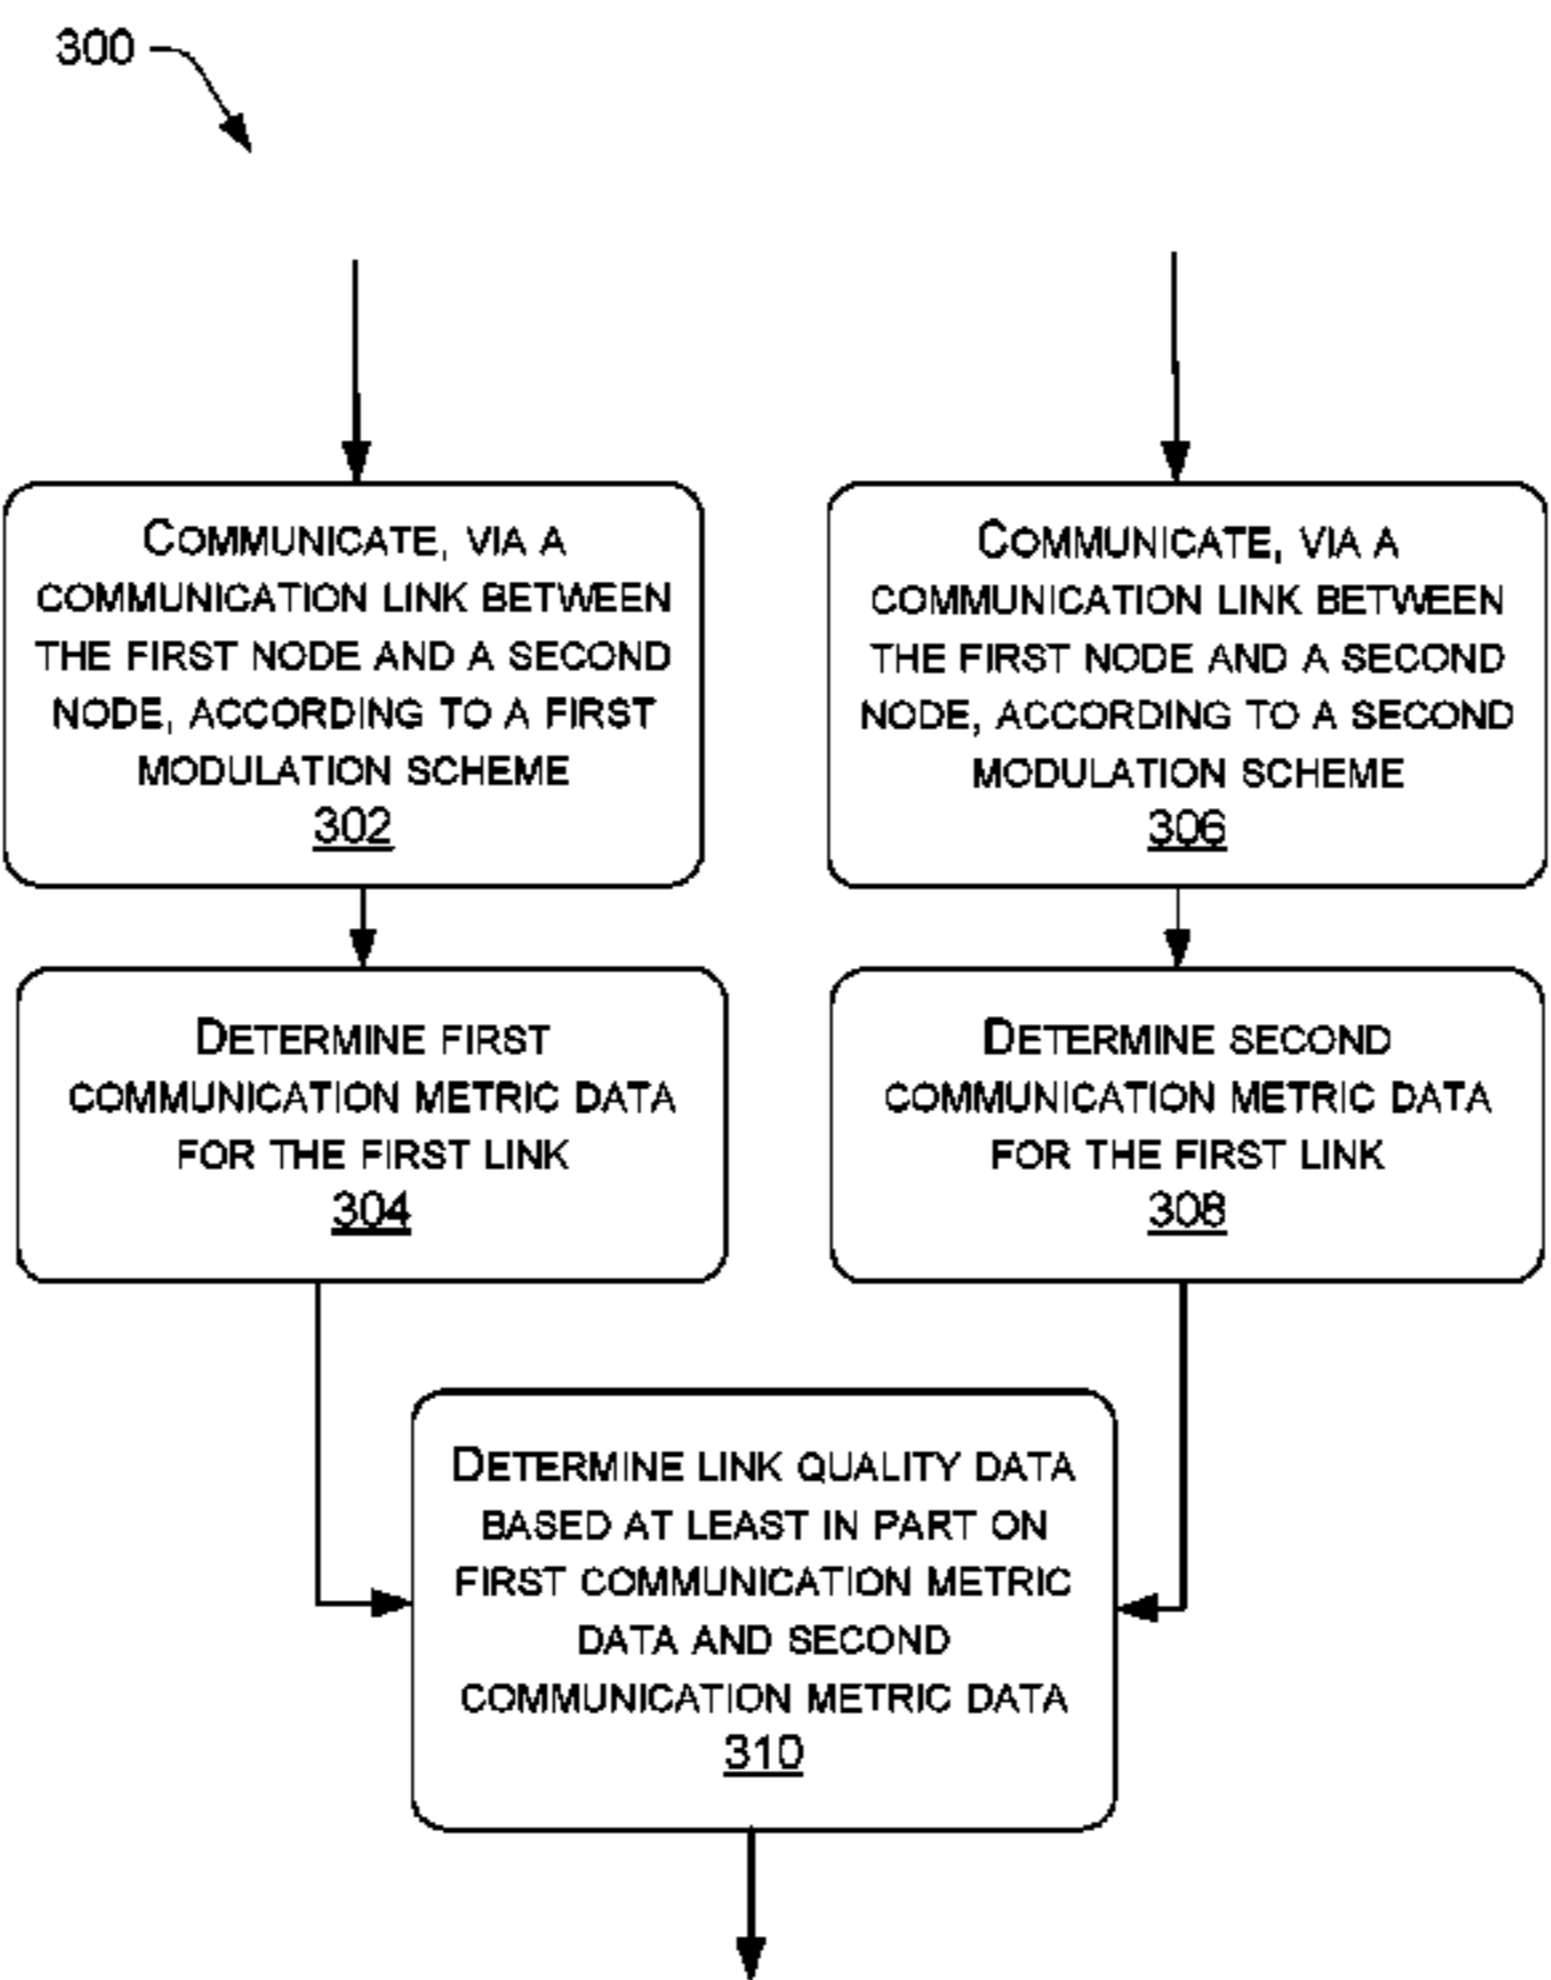 300
COMMUNICATE, VIA A
COMMUNICATION LINK BETWEEN
THE FIRST NODE AND A SECOND
NODE, ACCORDING TO A FIRST
MODULATION SCHEME
302
COMMUNICATE, VIA A
COMMUNICATION LINK BETWEEN
THE FIRST NODE AND A SECOND
NODE, ACCORDING TO A SECOND
MODULATION SCHEME
306
DETERMINE FIRST
COMMUNICATION METRIC DATA
FOR THE FIRST LINK
304
DETERMINE SECOND
COMMUNICATION METRIC DATA
FOR THE FIRST LINK
308
DETERMINE LINK QUALITY DATA
BASED AT LEAST IN PART ON
FIRST COMMUNICATION METRIC
DATA AND SECOND
COMMUNICATION METRIC DATA
310